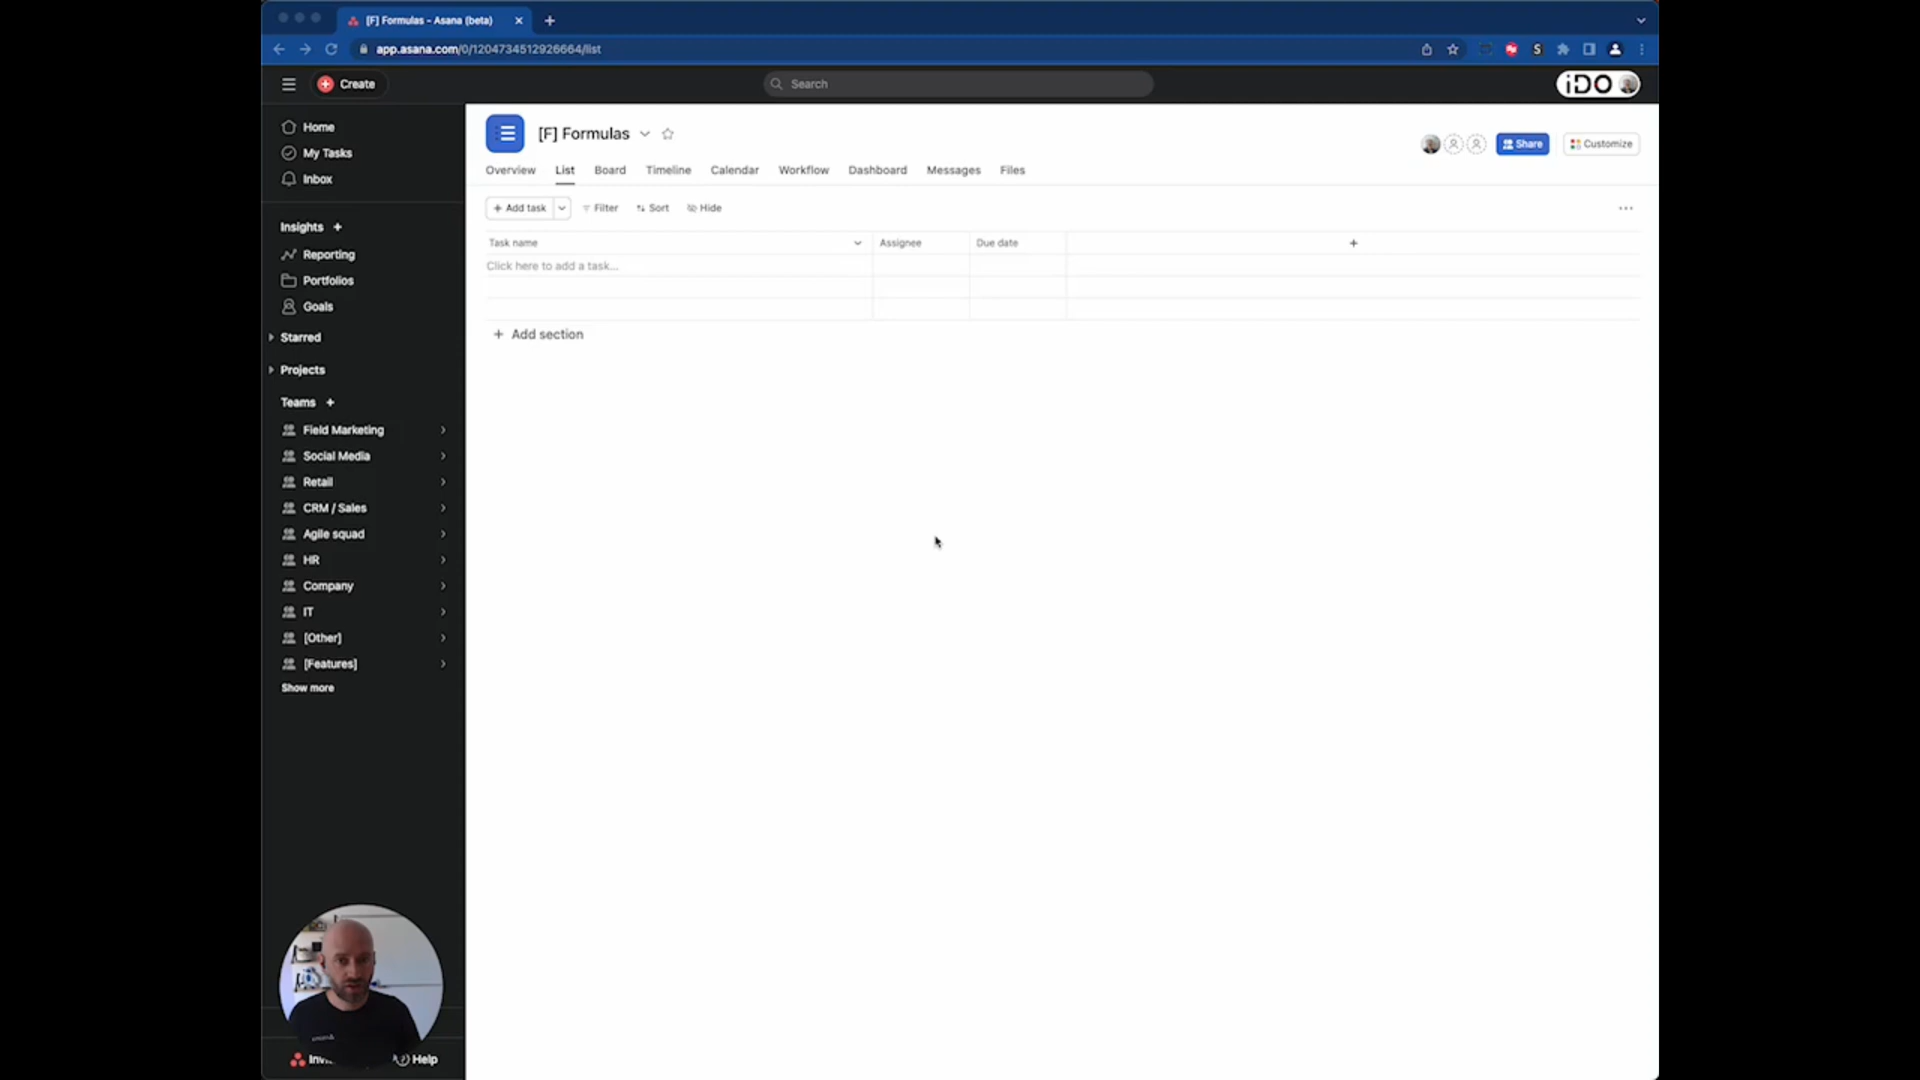 [F] Formulas - Asana (beta)
app.asana.com/0/1204734512926664/list
Create
Search
iDO
Home
My Tasks
Inbox
Insights +
Reporting
Portfolios
Goals
Starred
Projects
Teams +
Field Marketing
Social Media
Retail
CRM / Sales
Agile squad
HR
Company
IT
[Other]
[Features]
Show more
Help
[F] Formulas
Share
Customize
Overview List Board Timeline Calendar Workflow Dashboard Messages Files
+ Add task Filter Sort Hide
Task name Assignee Due date +
Click here to add a task...
+ Add section